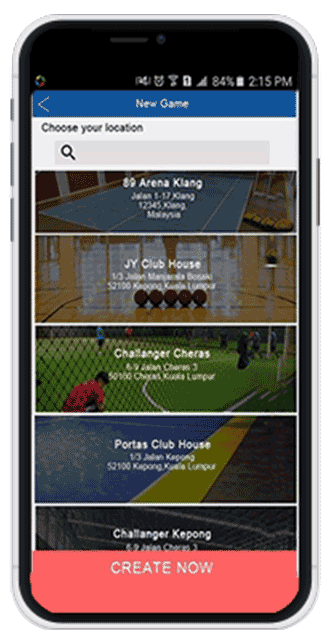 84% 2:15 PM
New Game
Choose your location
89 Arena Klang
Jalan 1-17,Klang
12345,Klang,
Malaysia
JY Club House
1/3 Jalan Manjarala Bosaki
52100 Kepong,Kuala Lumpur
Challanger Cheras
6-9 Jalan Cheras 3
50100 Cheras,Kuala Lumpur
Portas Club House
1/3 Jalan Kepong
52100 Kepong,Kuala Lumpur
Challanger Kepong
6-9 Jalan Cheras 3
CREATE NOW